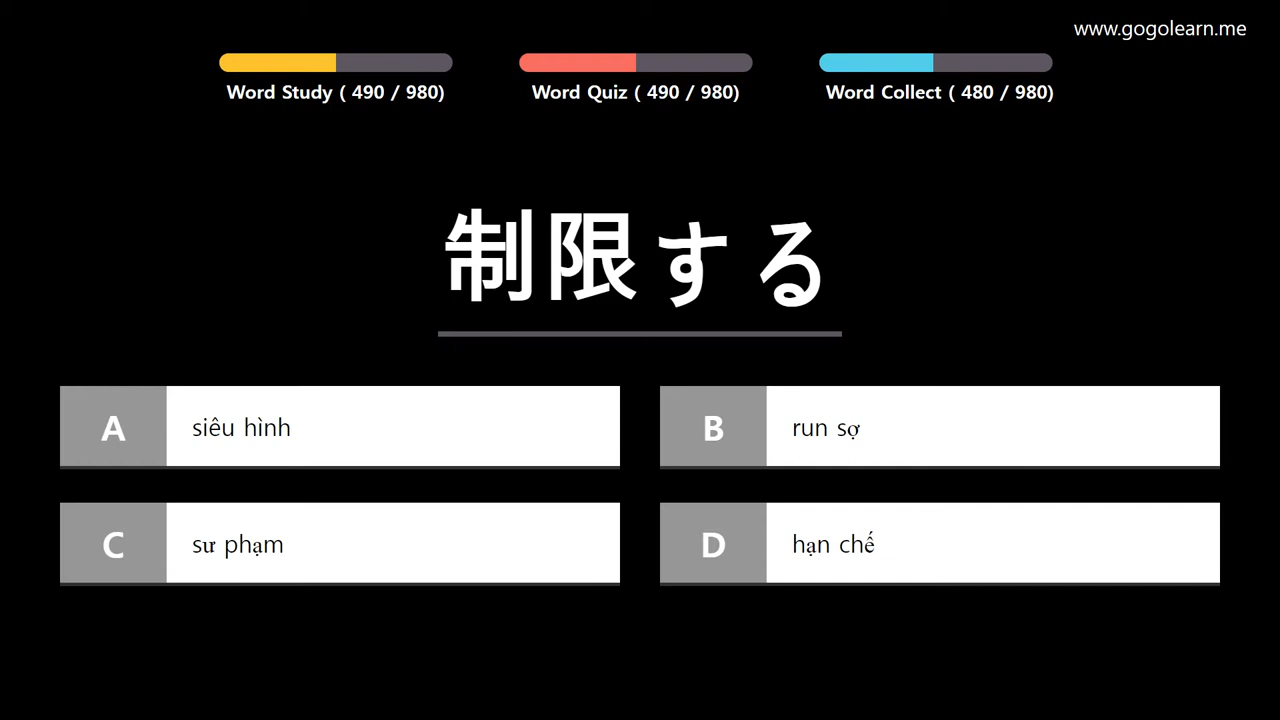 www.gogolearn.me
Word Study ( 490 / 980)
Word Quiz ( 490 / 980)
Word Collect ( 480 / 980)
制限する
A siêu hình
B run sợ
C sư phạm
D hạn chế